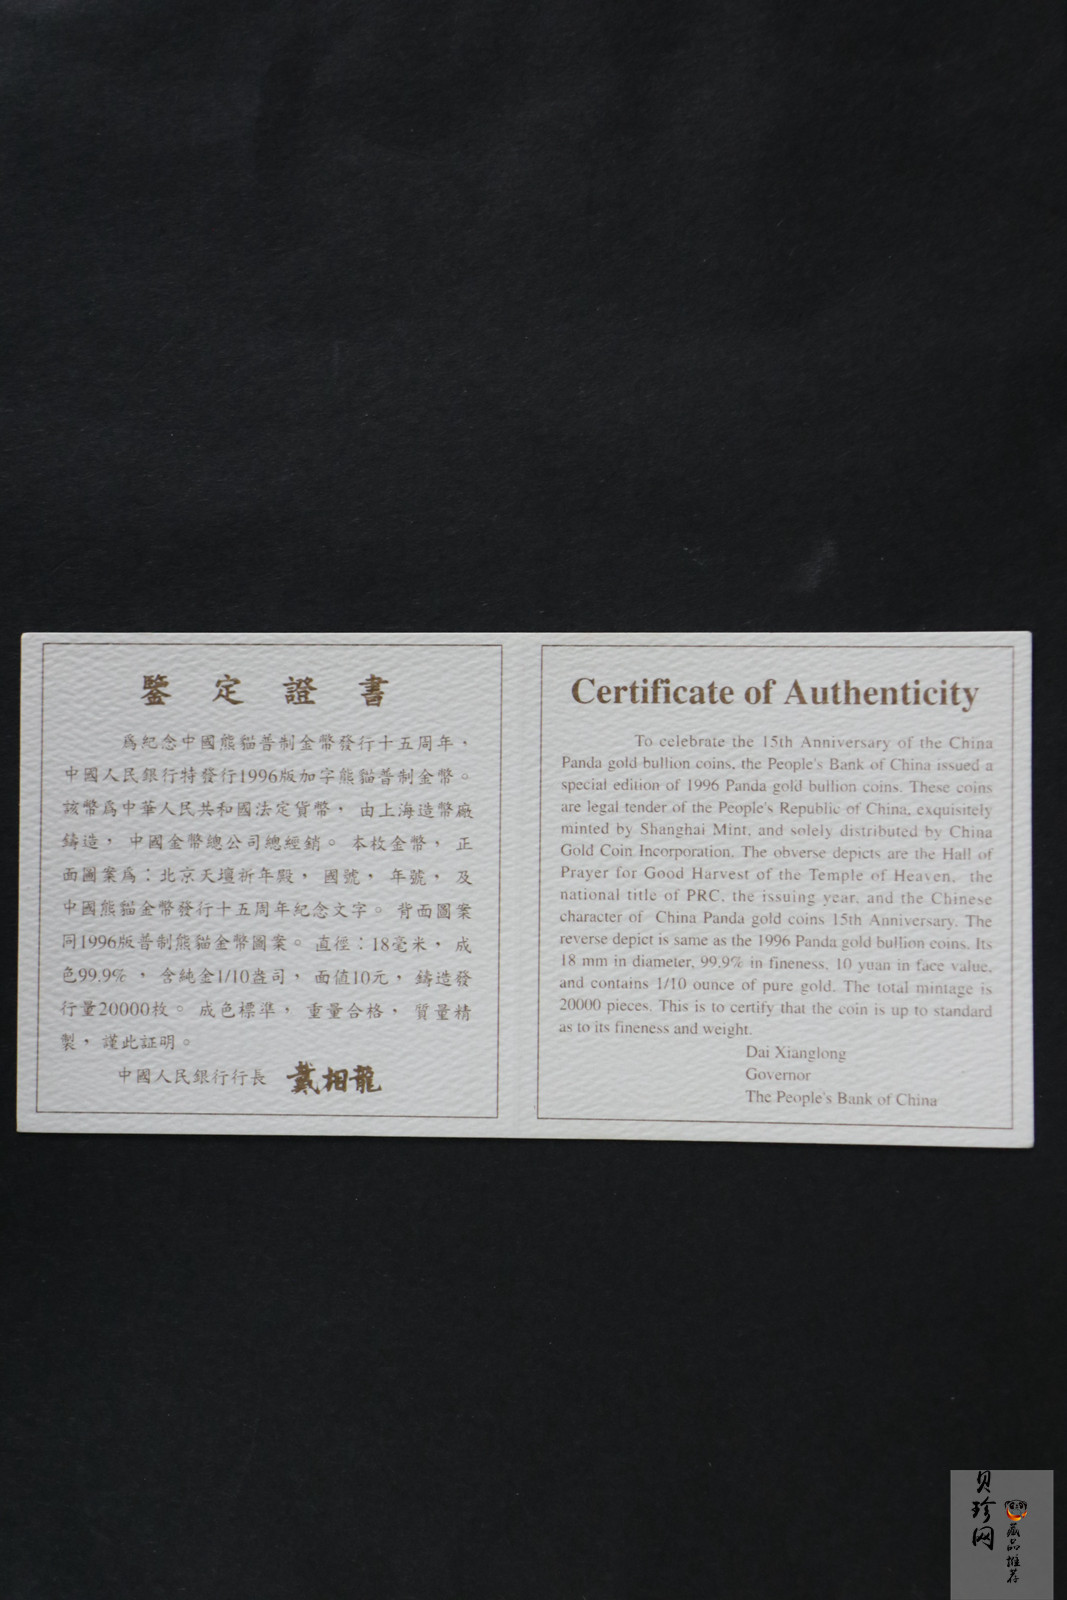 鑒定證書
爲紀念中國熊貓普制金幣發行十五周年，
中國人民銀行特發行1996版加字熊貓普制金幣。
該幣爲中華人民共和國法定貨幣，由上海造幣廠
鑄造，中國金幣總公司總經銷。本枚金幣，正
面圖案爲：北京天壇祈年殿，國號，年號，及
中國熊貓金幣發行十五周年紀念文字。背面圖案
同1996版普制熊貓金幣圖案。直徑：18毫米，成
色99.9%，含純金1/10盎司，面值10元，鑄造發
行量20000枚。成色標準，重量合格，質量精
製，謹此証明。
中國人民銀行行長 戴相龍
Certificate of Authenticity
To celebrate the 15th Anniversary of the China
Panda gold bullion coins, the People's Bank of China issued a
special edition of 1996 Panda gold bullion coins. These coins
are legal tender of the People's Republic of China, exquisitely
minted by Shanghai Mint, and solely distributed by China
Gold Coin Incorporation. The obverse depicts are the Hall of
Prayer for Good Harvest of the Temple of Heaven, the
national title of PRC, the issuing year, and the Chinese
character of China Panda gold coins 15th Anniversary. The
reverse depict is same as the 1996 Panda gold bullion coins. Its
18 mm in diameter, 99.9% in fineness, 10 yuan in face value,
and contains 1/10 ounce of pure gold. The total mintage is
20000 pieces. This is to certify that the coin is up to standard
as to its fineness and weight.
Dai Xianglong
Governor
The People's Bank of China
贝珍网
藏品推荐